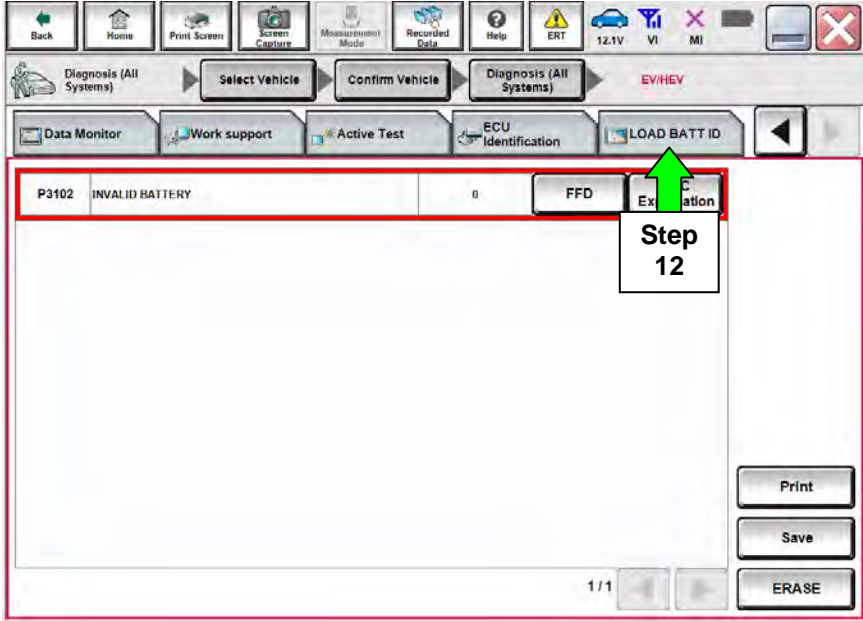 Back
Home
Print Screen
Screen
Capture
Measurement
Mode
Recorded
Data
Help
ERT
12.1V
VI
MI
Diagnosis (All
Systems)
Select Vehicle
Confirm Vehicle
Diagnosis (All
Systems)
EV/HEV
Data Monitor
Work support
Active Test
ECU
Identification
LOAD BATT ID
P3102
INVALID BATTERY
0
FFD
Step
12
1/1
Print
Save
ERASE